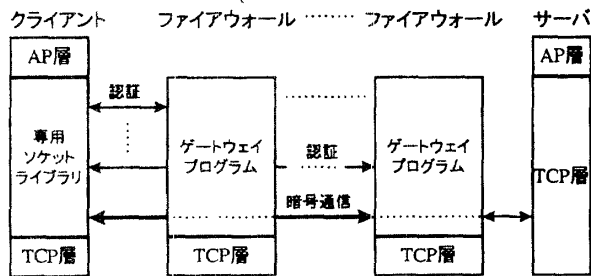 クライアント ファイアウォール ········ ファイアウォール サーバ
AP層 AP層
認証
専用
ソケット
ライブラリ
ゲートウェイ
プログラム
認証
ゲートウェイ
プログラム
TCP層
暗号通信
TCP層 TCP層 TCP層